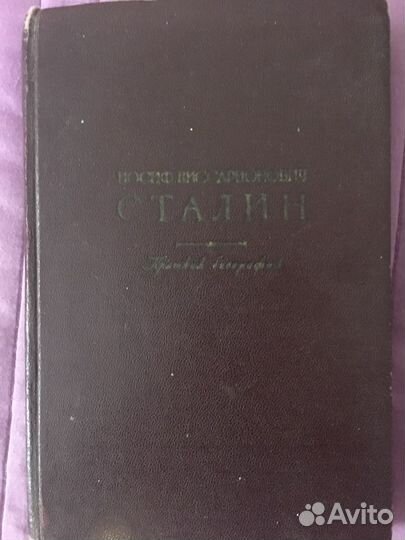 ИОСИФ ВИССАРИОНОВИЧ
СТАЛИН
Краткая биография
Avito